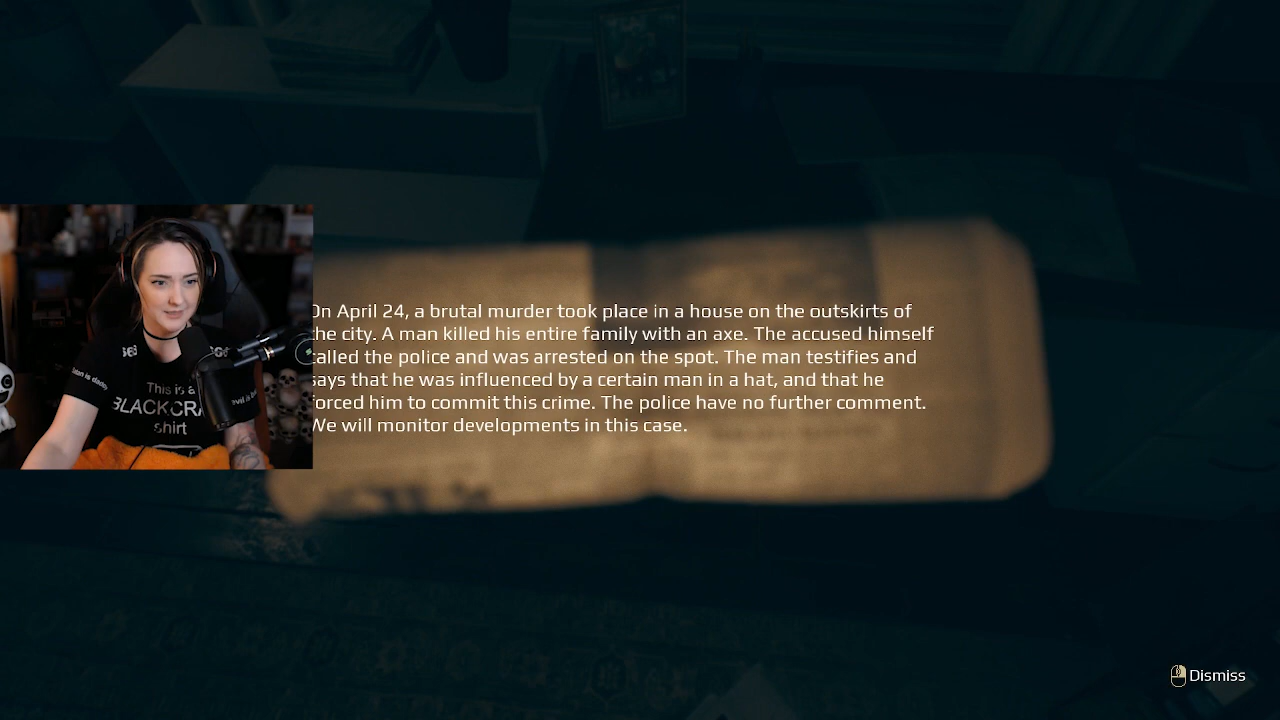 On April 24, a brutal murder took place in a house on the outskirts of
the city. A man killed his entire family with an axe. The accused himself
called the police and was arrested on the spot. The man testifies and
says that he was influenced by a certain man in a hat, and that he
forced him to commit this crime. The police have no further comment.
We will monitor developments in this case.
This is a
shirt
Dismiss